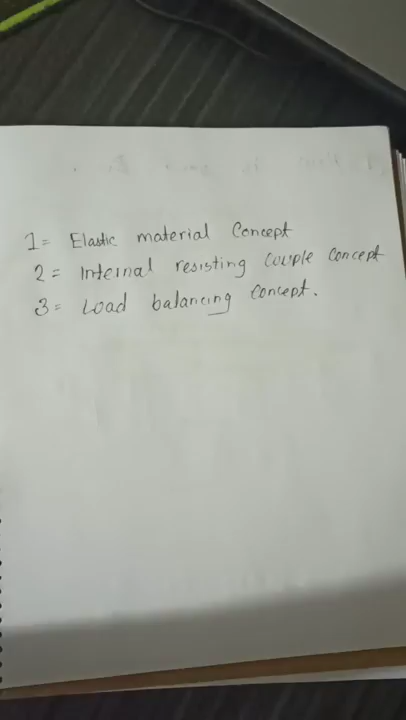 1= Elastic material Concept
2= Internal resisting couple concept
3= Load balancing concept.